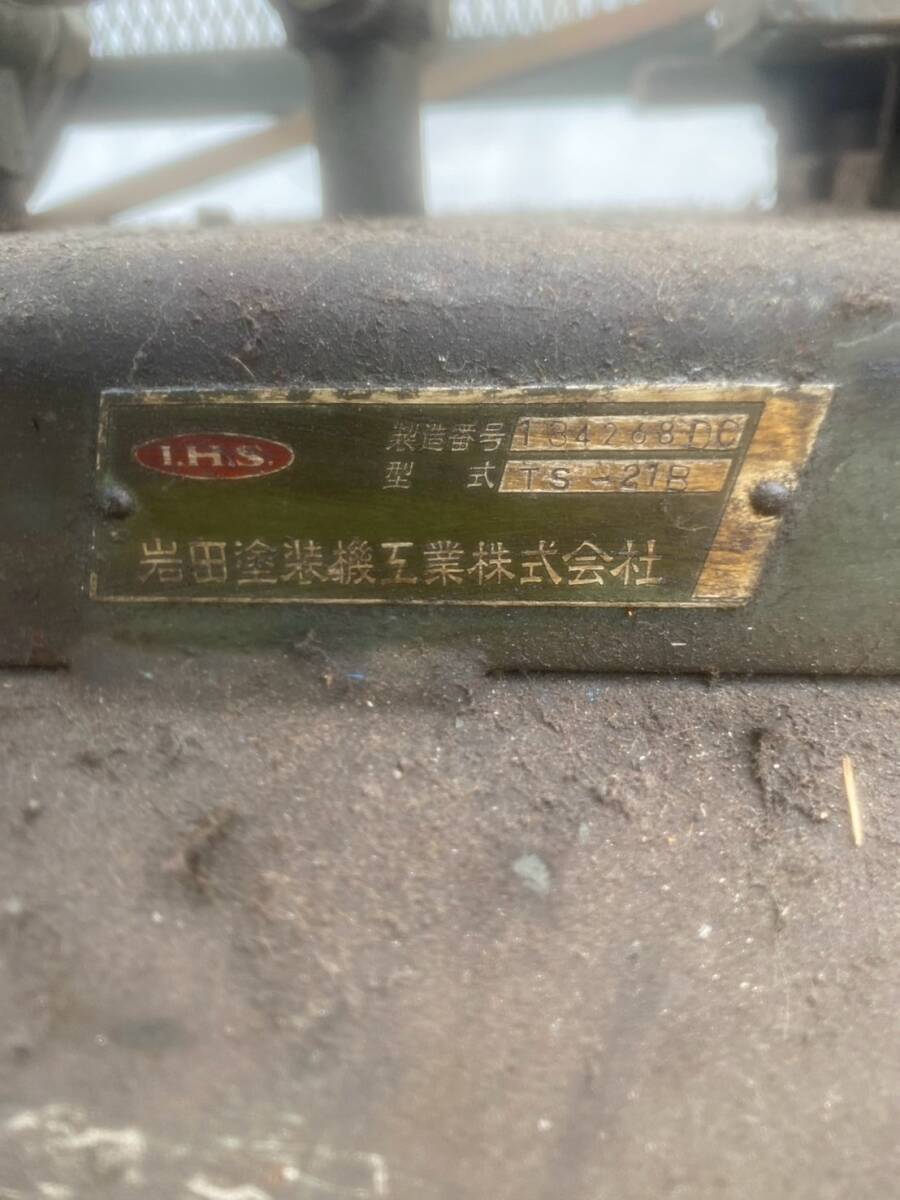 I.H.S.
製造番号 184268DC
型式 TS-21B
岩田塗装機工業株式会社